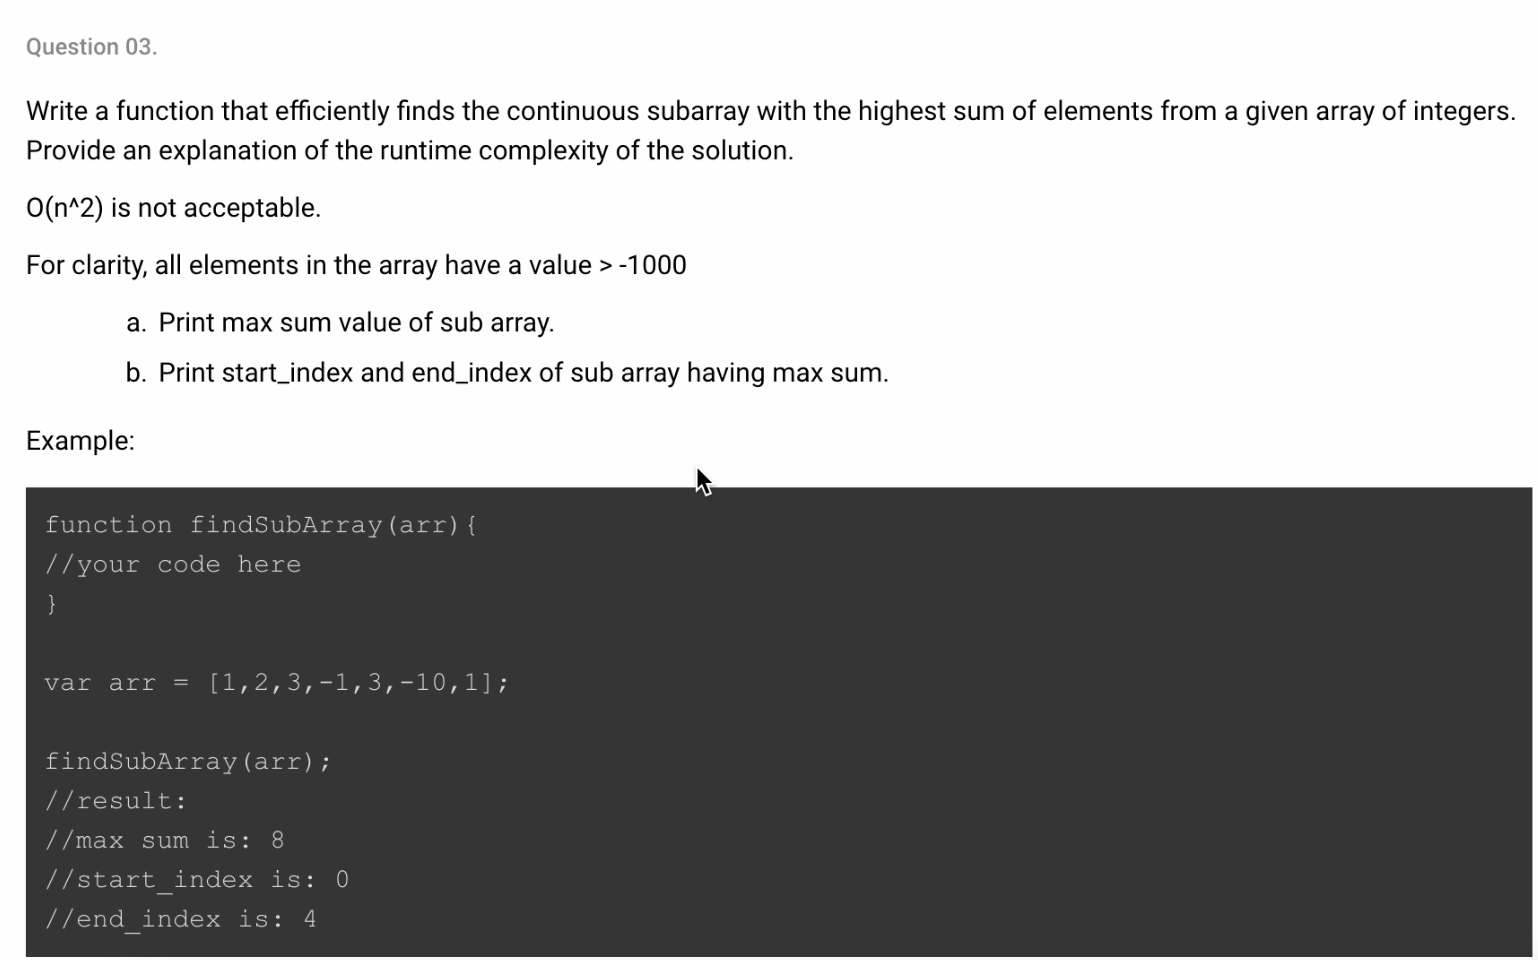 Question 03.
Write a function that efficiently finds the continuous subarray with the highest sum of elements from a given array of integers.
Provide an explanation of the runtime complexity of the solution.
O(n^2) is not acceptable.
For clarity, all elements in the array have a value > -1000
a. Print max sum value of sub array.
b. Print start_index and end_index of sub array having max sum.
Example:
function findSubArray(arr){
//your code here
}
var arr = [1,2,3,-1,3,-10,1];
findSubArray(arr);
//result:
//max sum is: 8
//start_index is: 0
//end_index is: 4